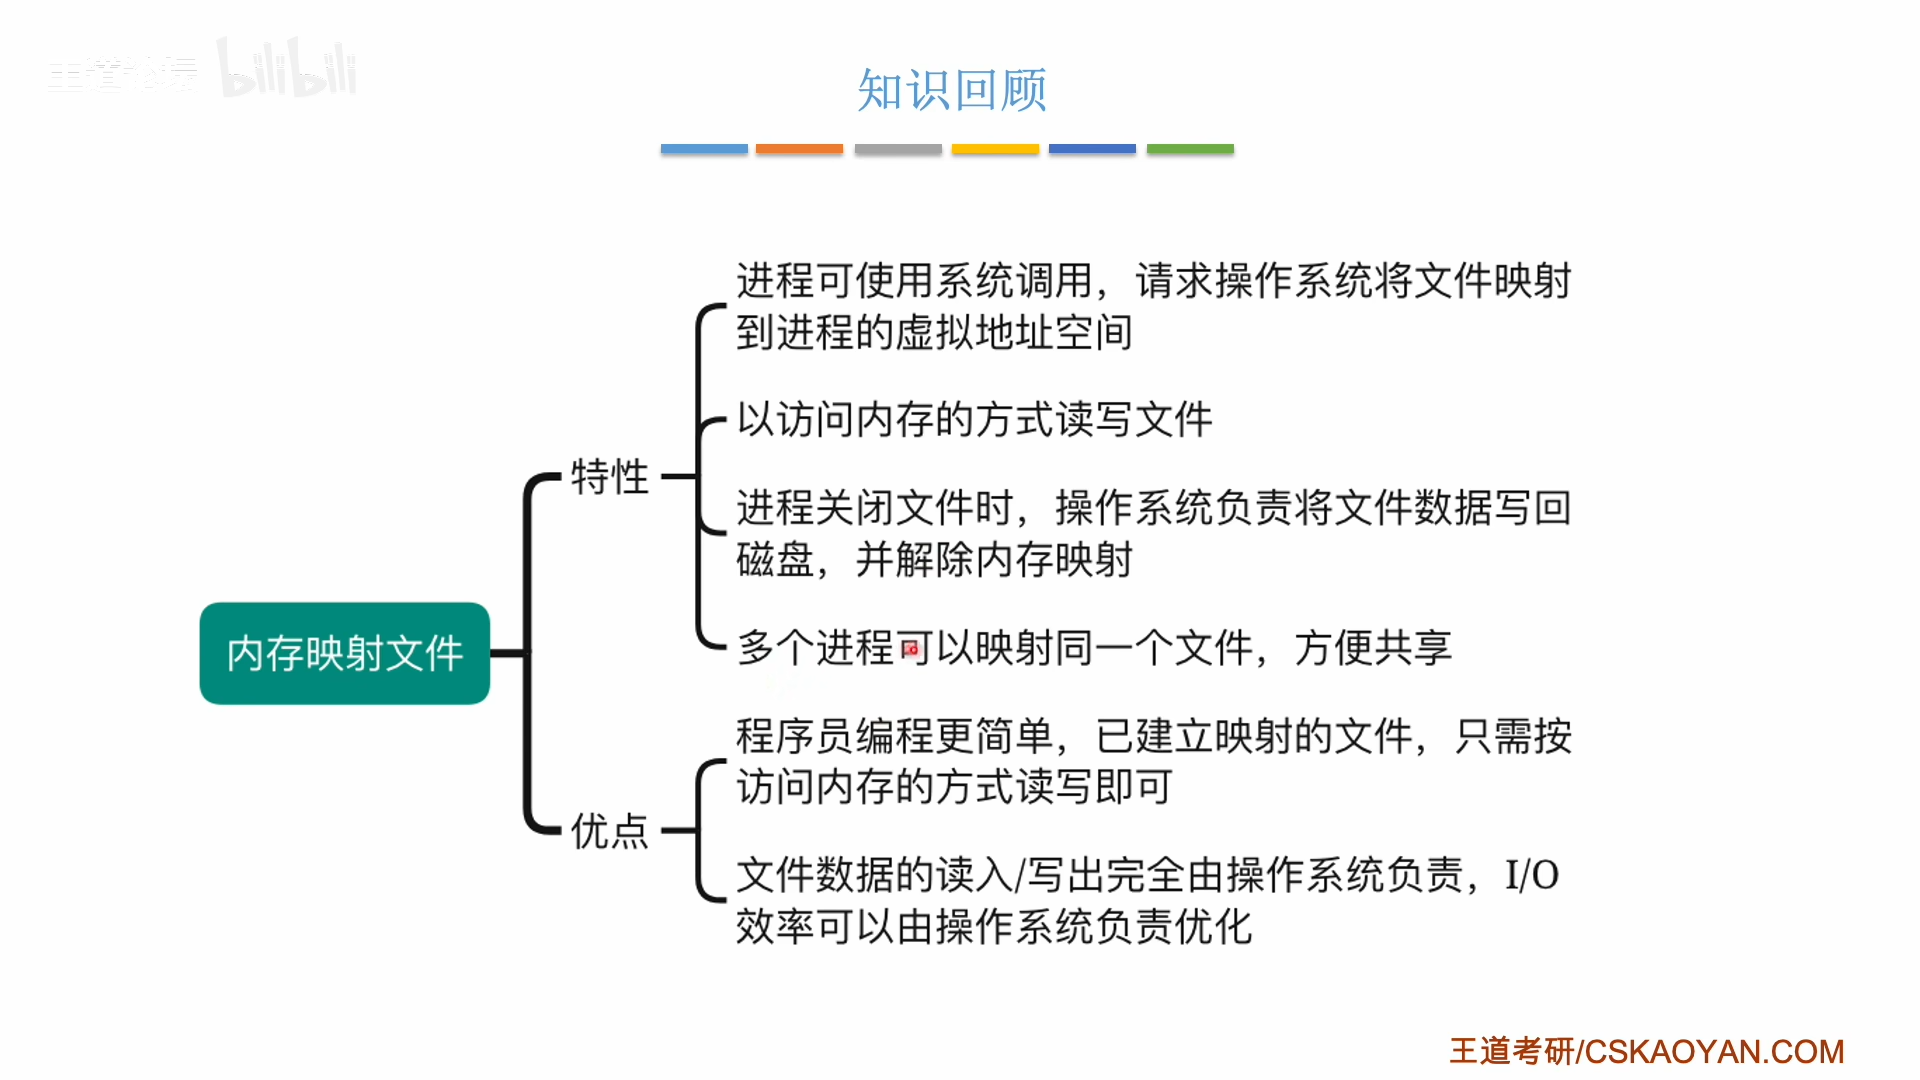 王道论坛 bilibili
知识回顾
进程可使用系统调用，请求操作系统将文件映射
到进程的虚拟地址空间
以访问内存的方式读写文件
特性
进程关闭文件时，操作系统负责将文件数据写回
磁盘，并解除内存映射
内存映射文件
多个进程可以映射同一个文件，方便共享
程序员编程更简单，已建立映射的文件，只需按
访问内存的方式读写即可
优点
文件数据的读入/写出完全由操作系统负责，I/O
效率可以由操作系统负责优化
王道考研/CSKAOYAN.COM